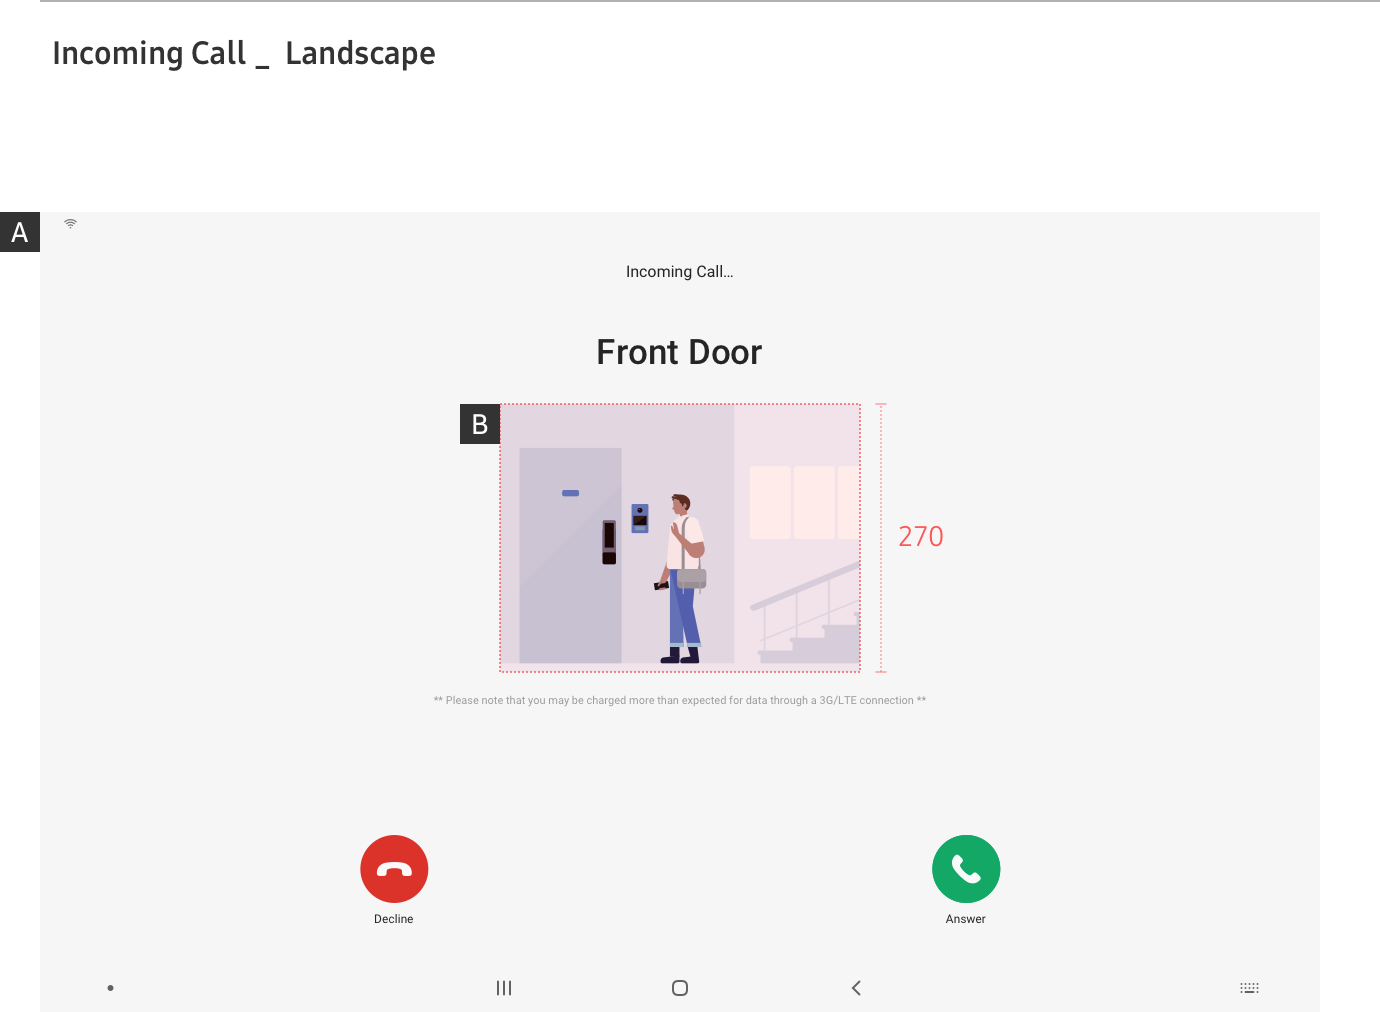 Incoming Call _ Landscape
A
Incoming Call...
Front Door
B
270
** Please note that you may be charged more than expected for data through a 3G/LTE connection **
Decline
Answer